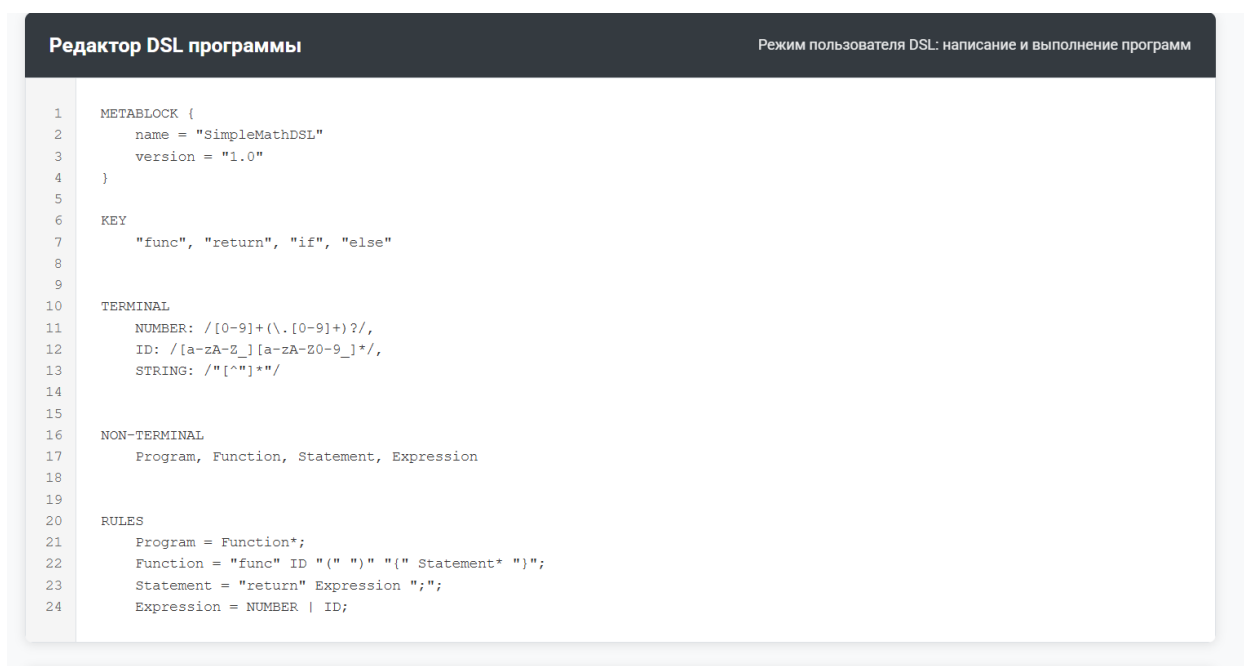 Редактор DSL программы
Режим пользователя DSL: написание и выполнение программ
1 METABLOCK {
2     name = "SimpleMathDSL"
3     version = "1.0"
4 }
5
6 KEY
7     "func", "return", "if", "else"
8
9
10 TERMINAL
11     NUMBER: /[0-9]+(\.[0-9]+)?/,
12     ID: /[a-zA-Z_][a-zA-Z0-9_]*/,
13     STRING: /"[^"]*"/
14
15
16 NON-TERMINAL
17     Program, Function, Statement, Expression
18
19
20 RULES
21     Program = Function*;
22     Function = "func" ID "(" ")" "{" Statement* "}";
23     Statement = "return" Expression ";";
24     Expression = NUMBER | ID;